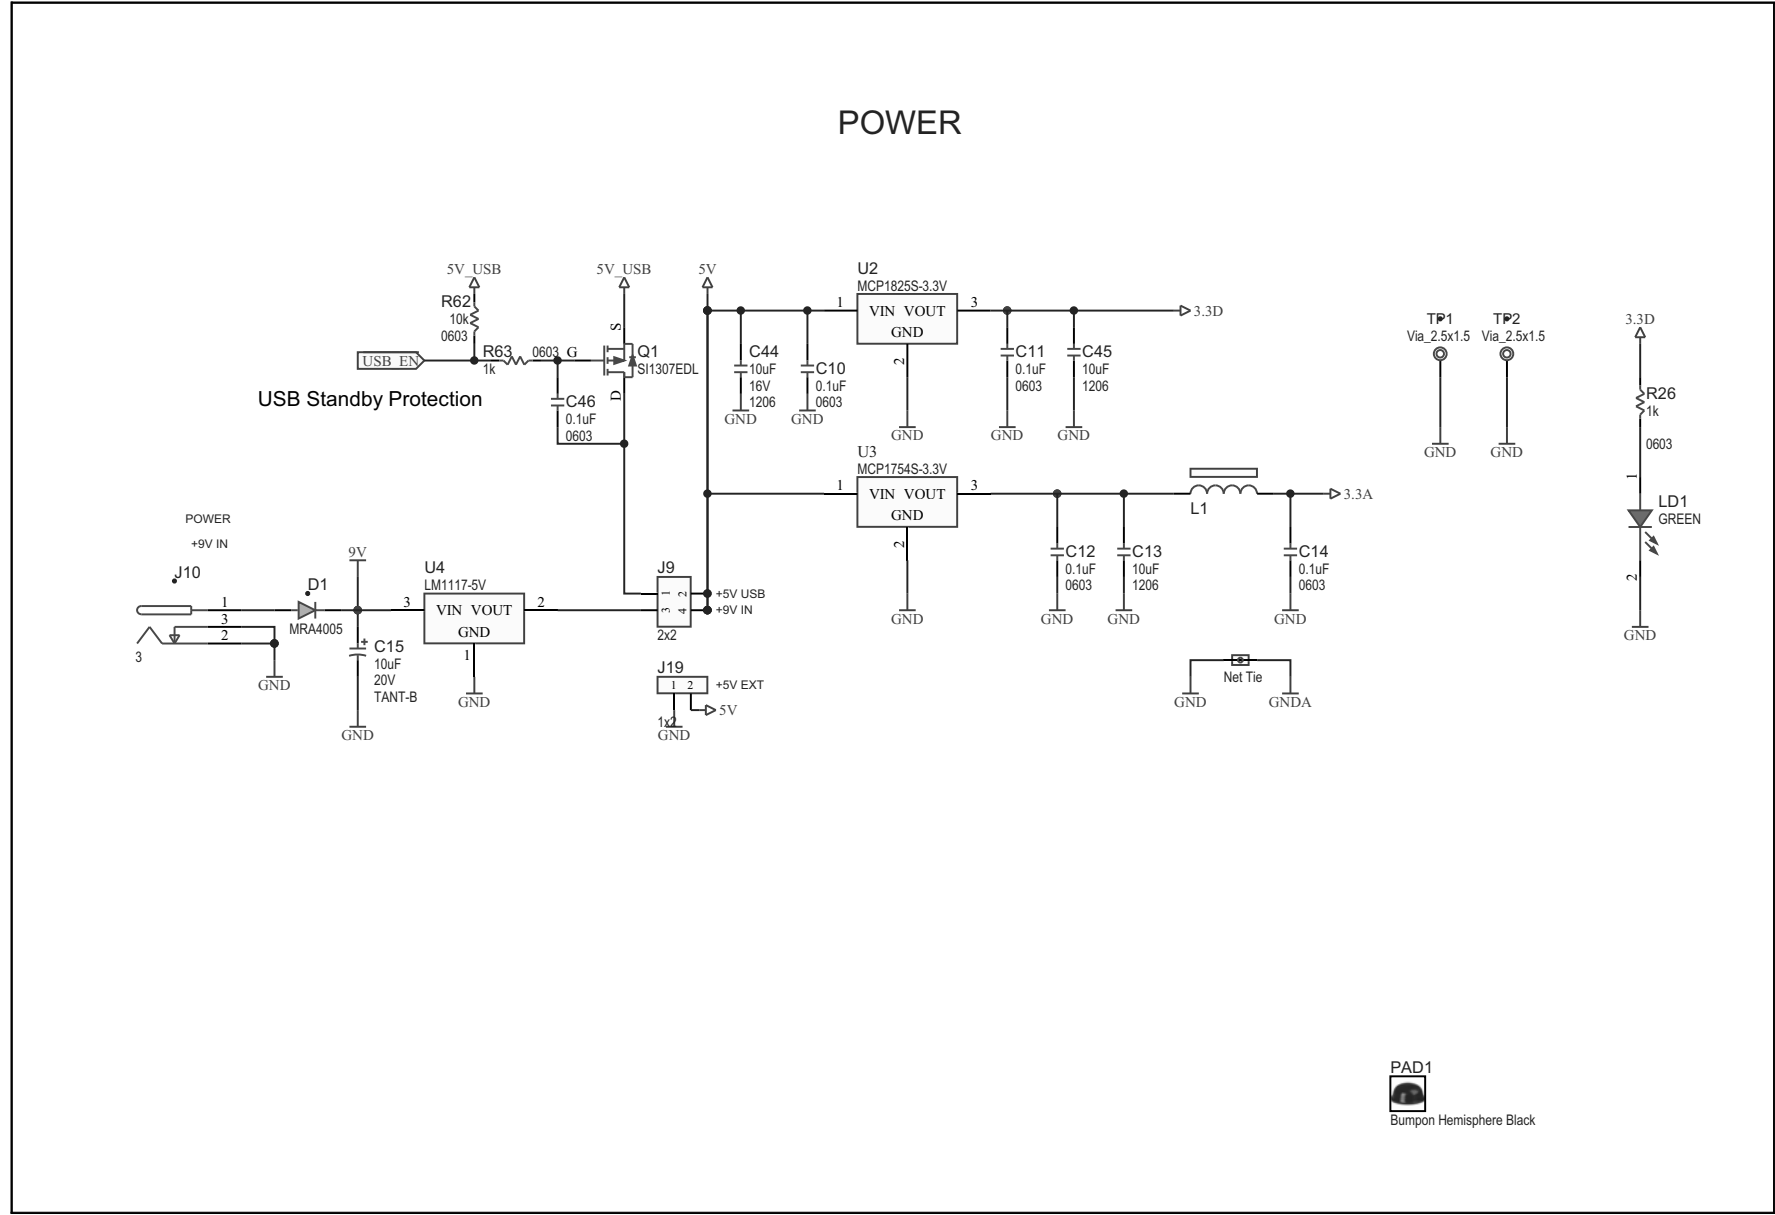 POWER
5V_USB
R62
10k
0603
USB_EN
R63
0603
1k
G
5V_USB
S
Q1
SI1307EDL
D
C46
0.1uF
0603
USB Standby Protection
5V
C44
10uF
16V
1206
GND
C10
0.1uF
0603
GND
U2
MCP1825S-3.3V
1
VIN VOUT
3
GND
2
GND
C11
0.1uF
0603
GND
C45
10uF
1206
GND
3.3D
U3
MCP1754S-3.3V
1
VIN VOUT
3
GND
2
GND
C12
0.1uF
0603
GND
C13
10uF
1206
GND
L1
3.3A
C14
0.1uF
0603
GND
TP1
Via_2.5x1.5
GND
TP2
Via_2.5x1.5
GND
3.3D
R26
1k
0603
1
LD1
GREEN
2
GND
POWER
+9V IN
J10
1
3
2
3
GND
D1
MRA4005
9V
C15
+
10uF
20V
TANT-B
GND
U4
LM1117-5V
3
VIN VOUT
2
GND
1
GND
J9
1 2
3 4
+5V USB
+9V IN
2x2
J19
1 2
+5V EXT
5V
1x2
GND
Net Tie
GND
GNDA
PAD1
Bumpon Hemisphere Black